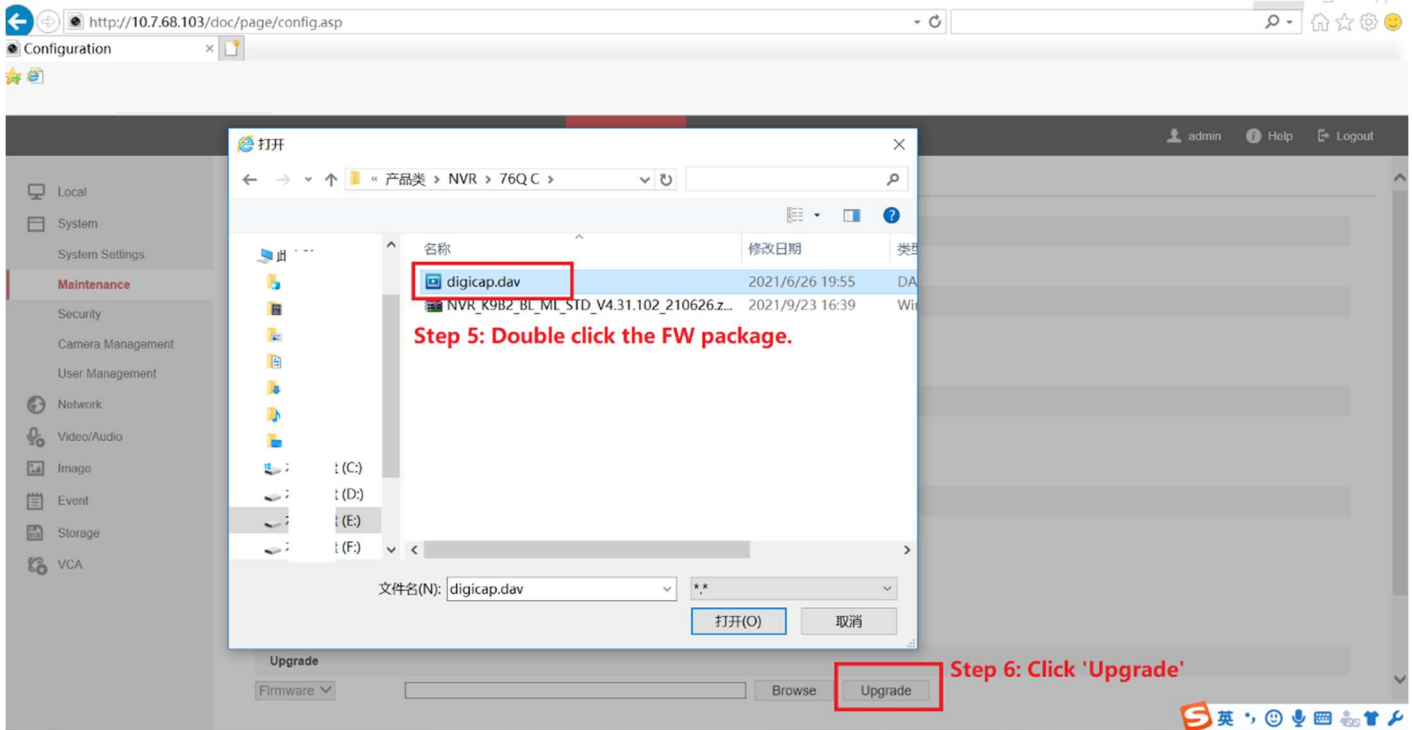 http://10.7.68.103/doc/page/config.asp
Configuration
admin Help Logout
打开
« 产品类 › NVR › 76Q C ›
Local
System
System Settings
Maintenance
Security
Camera Management
User Management
Network
Video/Audio
Image
Event
Storage
VCA
(C:)
(D:)
(E:)
(F:)
名称 修改日期
digicap.dav 2021/6/26 19:55 DA
NVR_K9B2_BL_ML_STD_V4.31.102_210626.z... 2021/9/23 16:39 Wi
Step 5: Double click the FW package.
文件名(N): digicap.dav *.*
打开(O) 取消
Upgrade
Firmware Browse Upgrade
Step 6: Click 'Upgrade'
英